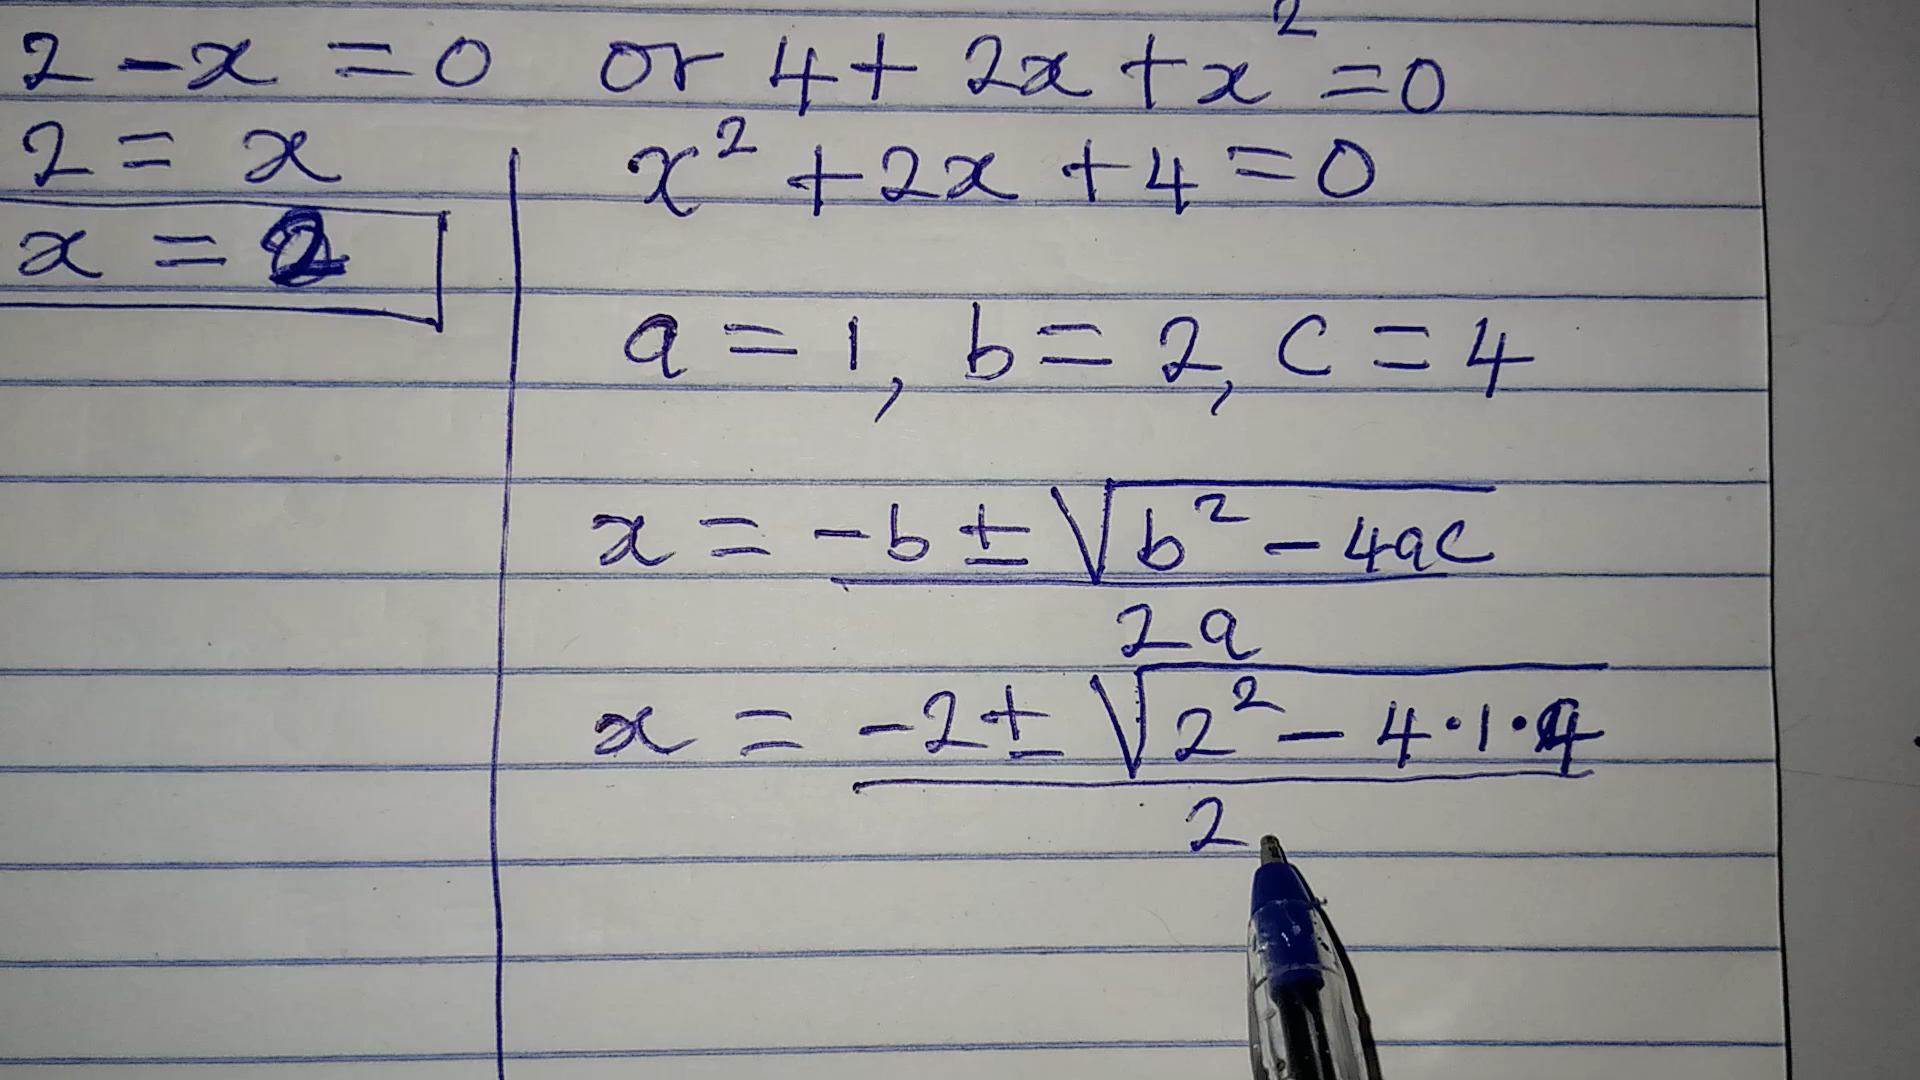 2 - x = 0 or 4 + 2x + x² = 0
2 = x
x² + 2x + 4 = 0
x = 2
a = 1, b = 2, c = 4
x = -b ± √(b² - 4ac)
2a
x = -2 ± √(2² - 4·1·4)
2